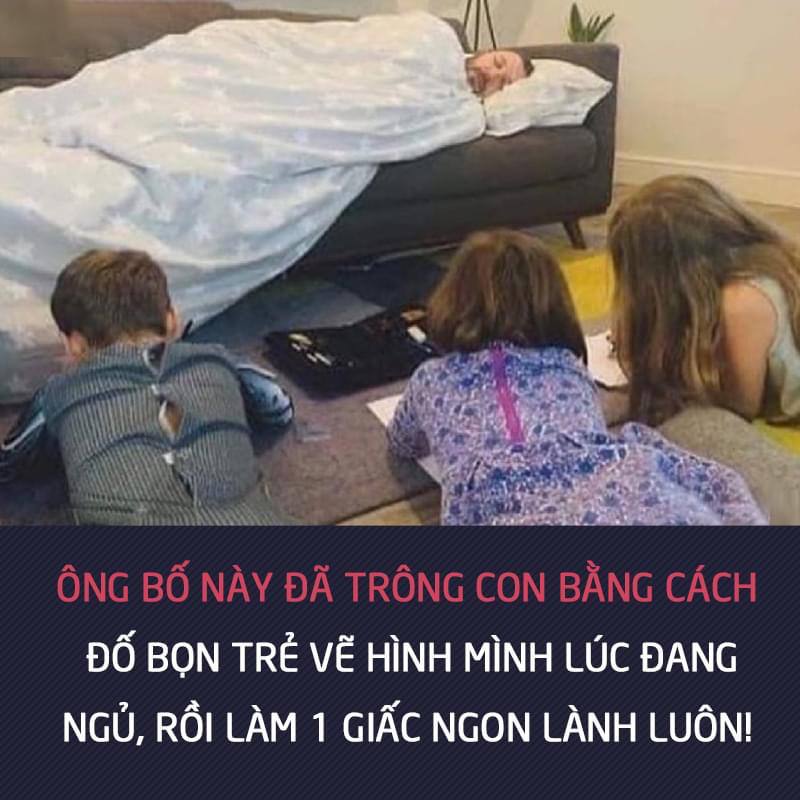 ÔNG BỐ NÀY ĐÃ TRÔNG CON BẰNG CÁCH
ĐỐ BỌN TRẺ VẼ HÌNH MÌNH LÚC ĐANG
NGỦ, RỒI LÀM 1 GIẤC NGON LÀNH LUÔN!